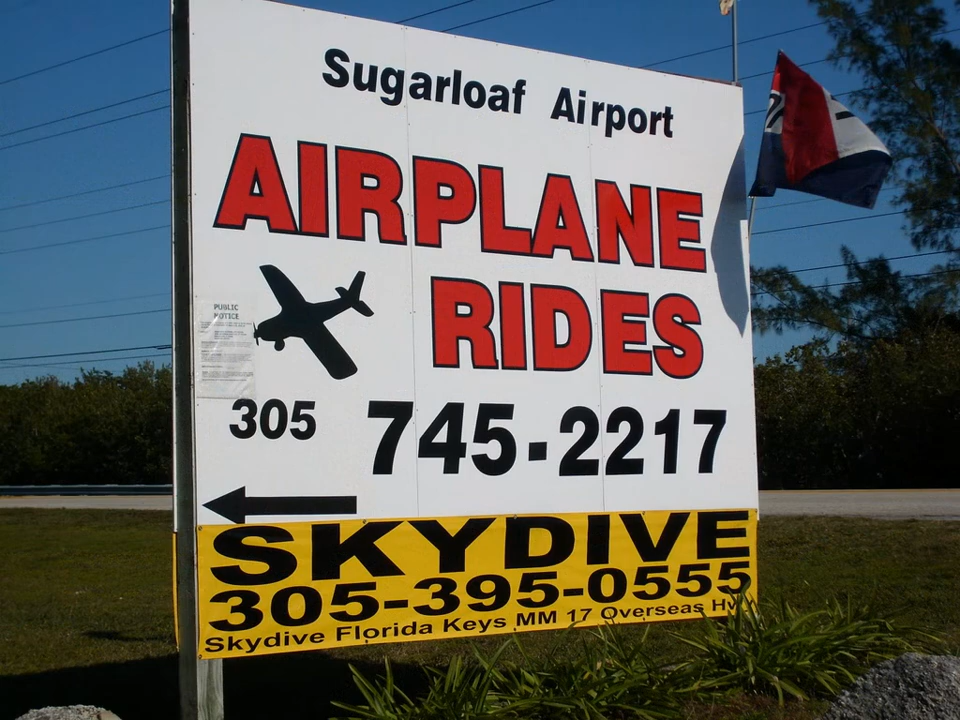 Sugarloaf Airport
AIRPLANE
RIDES
PUBLIC
NOTICE
305 745-2217
SKYDIVE
305-395-0555
Skydive Florida Keys MM 17 Overseas Hwy